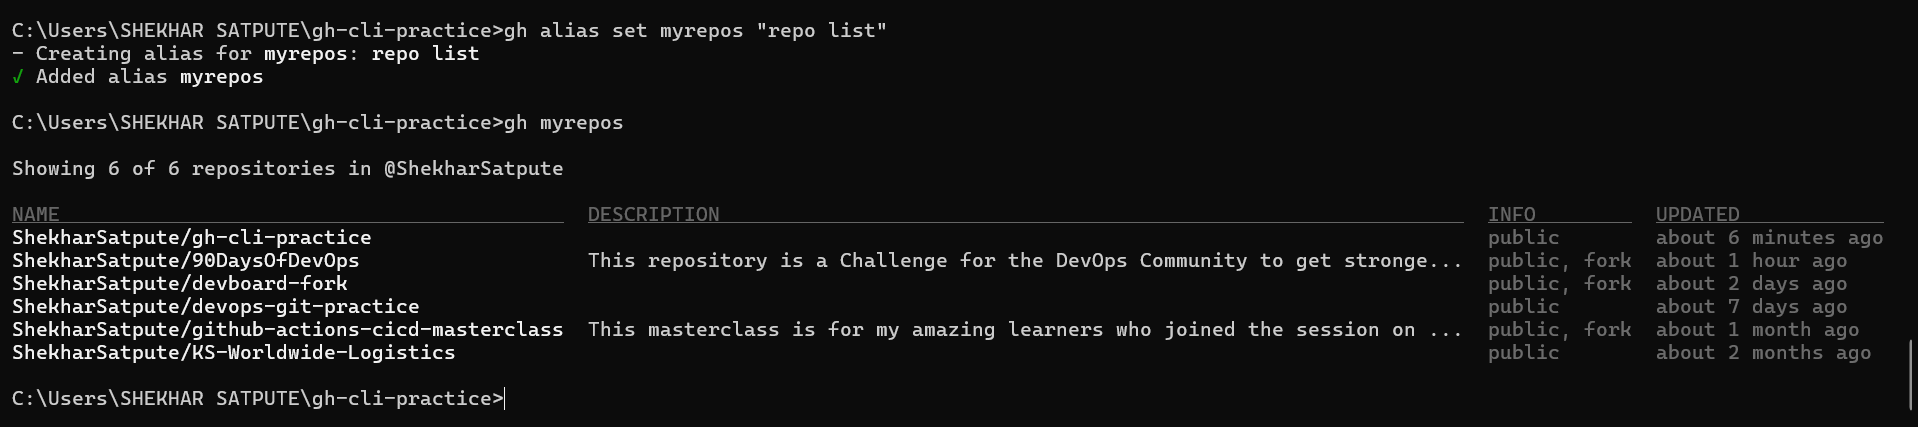 C:\Users\SHEKHAR SATPUTE\gh-cli-practice>gh alias set myrepos "repo list"
- Creating alias for myrepos: repo list
✓ Added alias myrepos
C:\Users\SHEKHAR SATPUTE\gh-cli-practice>gh myrepos
Showing 6 of 6 repositories in @ShekharSatpute
NAME DESCRIPTION INFO UPDATED
ShekharSatpute/gh-cli-practice public about 6 minutes ago
ShekharSatpute/90DaysOfDevOps This repository is a Challenge for the DevOps Community to get stronge... public, fork about 1 hour ago
ShekharSatpute/devboard-fork public, fork about 2 days ago
ShekharSatpute/devops-git-practice public about 7 days ago
ShekharSatpute/github-actions-cicd-masterclass This masterclass is for my amazing learners who joined the session on ... public, fork about 1 month ago
ShekharSatpute/KS-Worldwide-Logistics public about 2 months ago
C:\Users\SHEKHAR SATPUTE\gh-cli-practice>